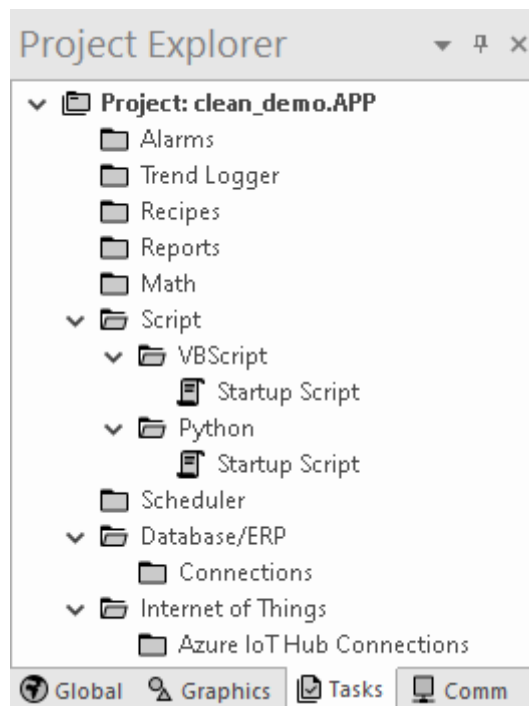 Project Explorer
Project: clean_demo.APP
Alarms
Trend Logger
Recipes
Reports
Math
Script
VBScript
Startup Script
Python
Startup Script
Scheduler
Database/ERP
Connections
Internet of Things
Azure IoT Hub Connections
Global Graphics Tasks Comm